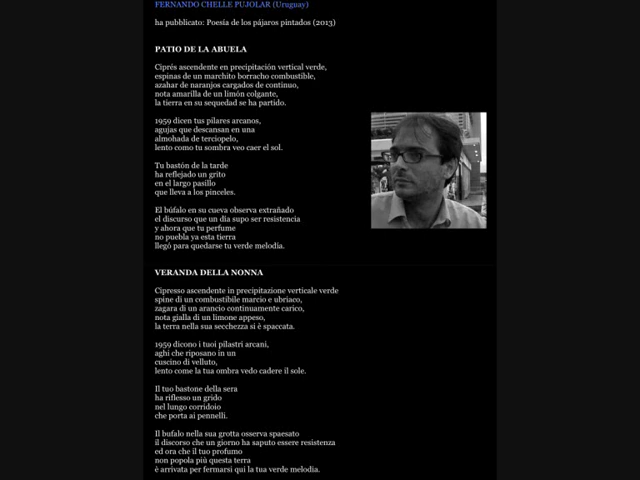 FERNANDO CHELLE PUJOLAR (Uruguay)
ha pubblicato: Poesía de los pájaros pintados (2013)
PATIO DE LA ABUELA
Ciprés ascendente en precipitación vertical verde,
espinas de un marchito borracho combustible,
azahar de naranjos cargados de continuo,
nota amarilla de un limón colgante,
la tierra en su sequedad se ha partido.
1959 dicen tus pilares arcanos,
agujas que descansan en una
almohada de terciopelo,
lento como tu sombra veo caer el sol.
Tu bastón de la tarde
ha reflejado un grito
en el largo pasillo
que lleva a los pinceles.
El búfalo en su cueva observa extrañado
el discurso que un día supo ser resistencia
y ahora que tu perfume
no puebla ya esta tierra
llegó para quedarse tu verde melodía.
VERANDA DELLA NONNA
Cipresso ascendente in precipitazione verticale verde
spine di un combustibile marcio e ubriaco,
zagara di un arancio continuamente carico,
nota gialla di un limone appeso,
la terra nella sua secchezza si è spaccata.
1959 dicono i tuoi pilastri arcani,
aghi che riposano in un
cuscino di velluto,
lento come la tua ombra vedo cadere il sole.
Il tuo bastone della sera
ha riflesso un grido
nel lungo corridoio
che porta ai pennelli.
Il bufalo nella sua grotta osserva spaesato
il discorso che un giorno ha saputo essere resistenza
ed ora che il tuo profumo
non popola più questa terra
è arrivata per fermarsi qui la tua verde melodia.